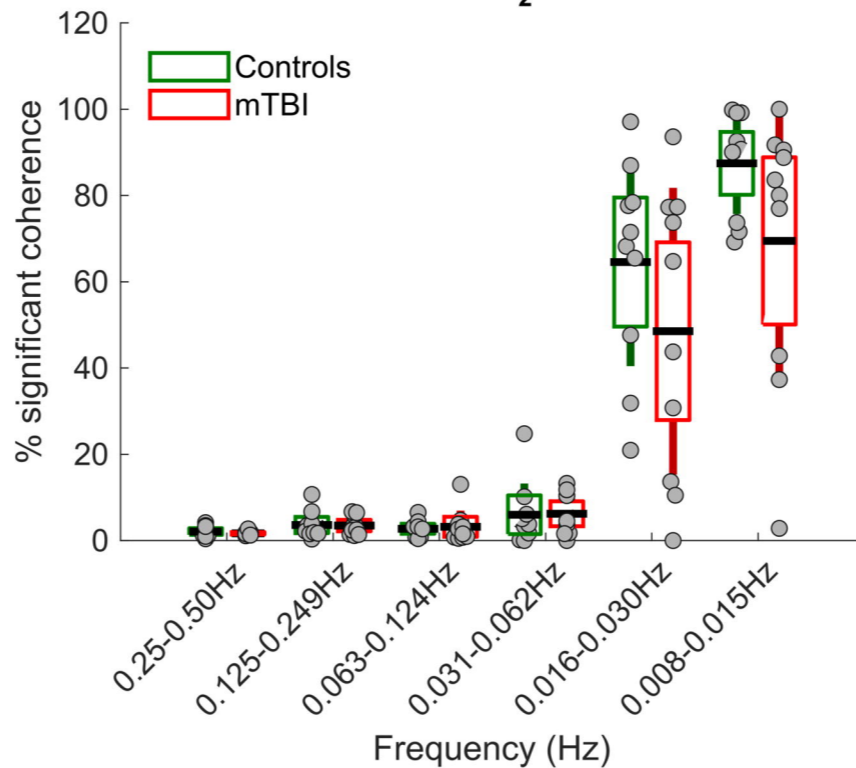 2
120
100
80
60
40
20
0
% significant coherence
Controls
mTBI
0.25-0.50Hz
0.125-0.249Hz
0.063-0.124Hz
0.031-0.062Hz
0.016-0.030Hz
0.008-0.015Hz
Frequency (Hz)